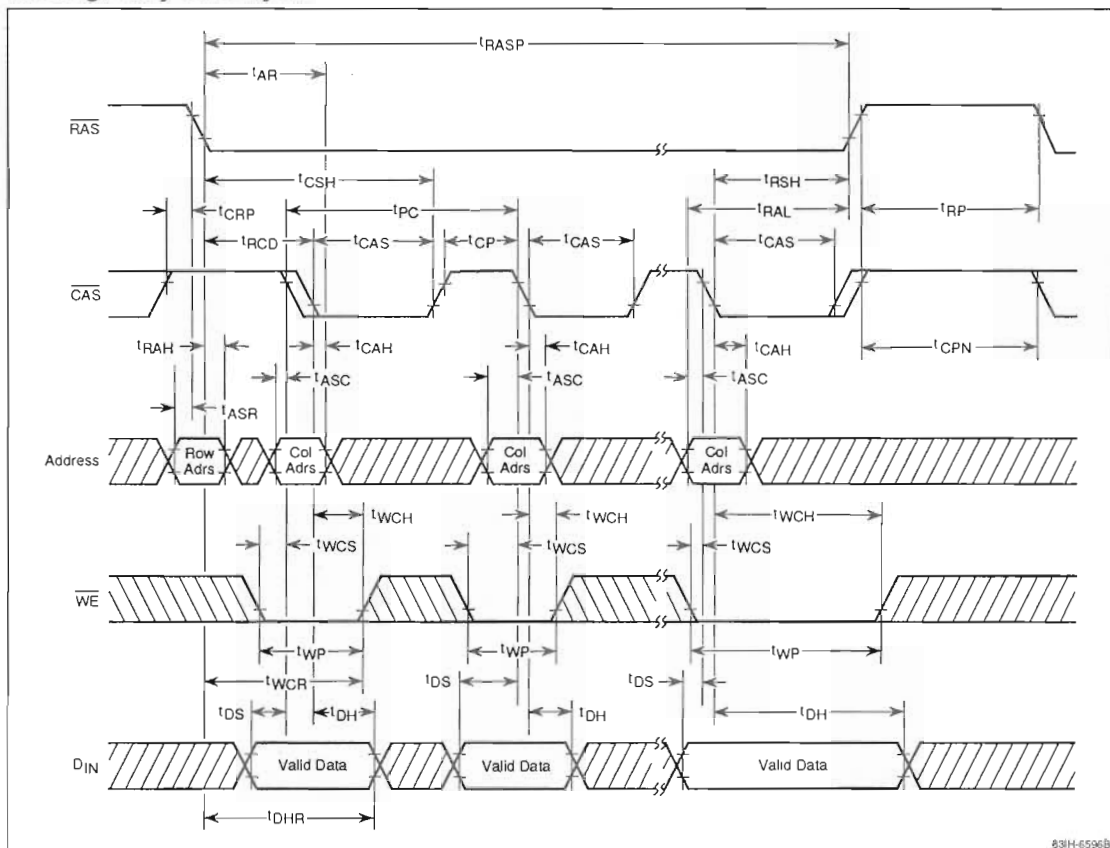 tRASP
tAR
RAS
tCSH
tRSH
tCRP
tPC
tRAL
tRP
tRCD
tCAS
tCP
tCAS
tCAS
CAS
tRAH
tCAH
tCAH
tCAH
tCPN
tASC
tASC
tASR
Address
Row Adrs
Col Adrs
Col Adrs
Col Adrs
tWCH
tWCH
tWCH
tWCS
tWCS
tWCS
WE
tWP
tWP
tWP
tWCR
tDS
tDS
tDS
tDH
tDH
tDH
DIN
Valid Data
Valid Data
Valid Data
tDHR
83IH-6596B